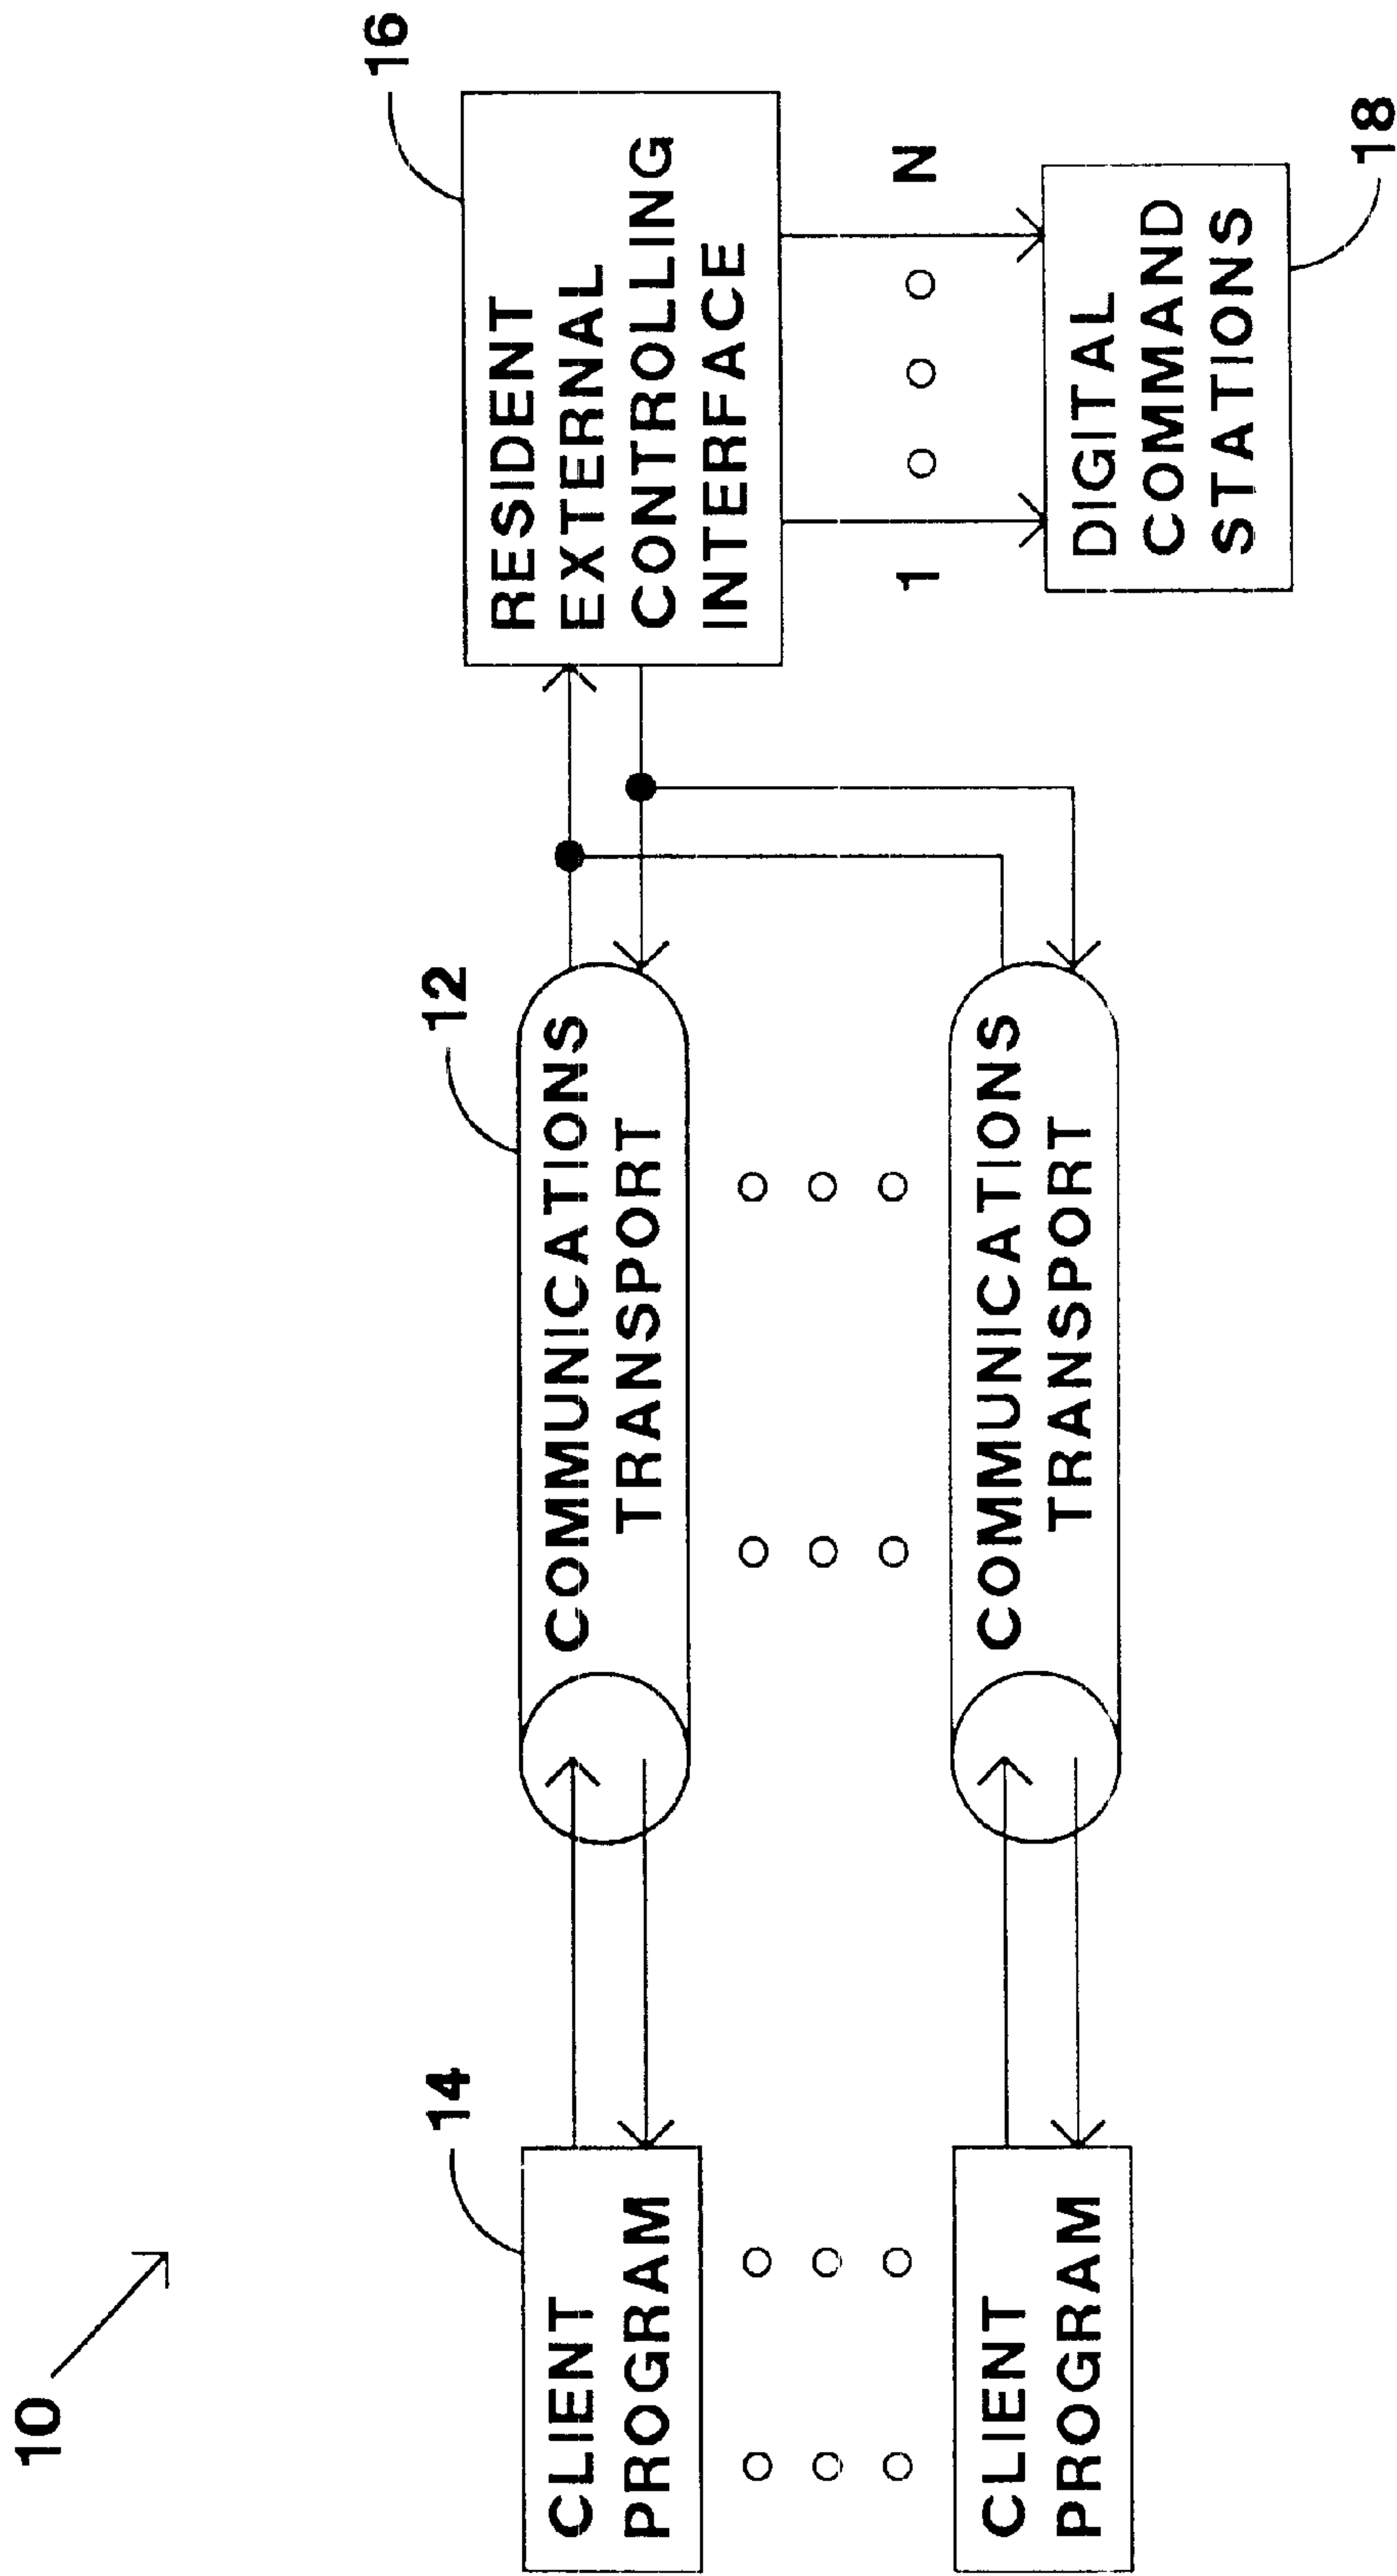 10
14
CLIENT
PROGRAM
12
COMMUNICATIONS
TRANSPORT
16
RESIDENT
EXTERNAL
CONTROLLING
INTERFACE
1
N
DIGITAL
COMMAND
STATIONS
18
CLIENT
PROGRAM
COMMUNICATIONS
TRANSPORT